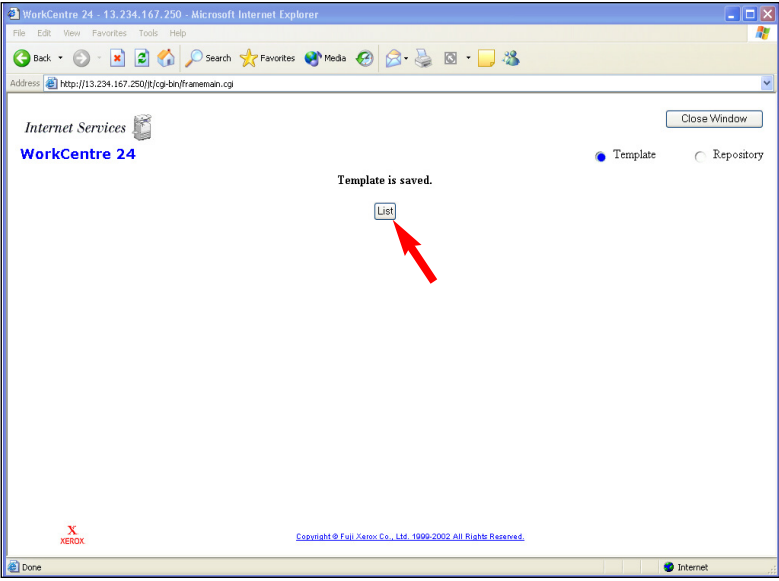 WorkCentre 24 - 13.234.167.250 - Microsoft Internet Explorer
File Edit View Favorites Tools Help
Back Search Favorites Media
Address http://13.234.167.250/jt/cgi-bin/framemain.cgi
Close Window
Internet Services
WorkCentre 24
Template Repository
Template is saved.
List
X
XEROX.
Copyright © Fuji Xerox Co., Ltd. 1999-2002 All Rights Reserved.
Done Internet